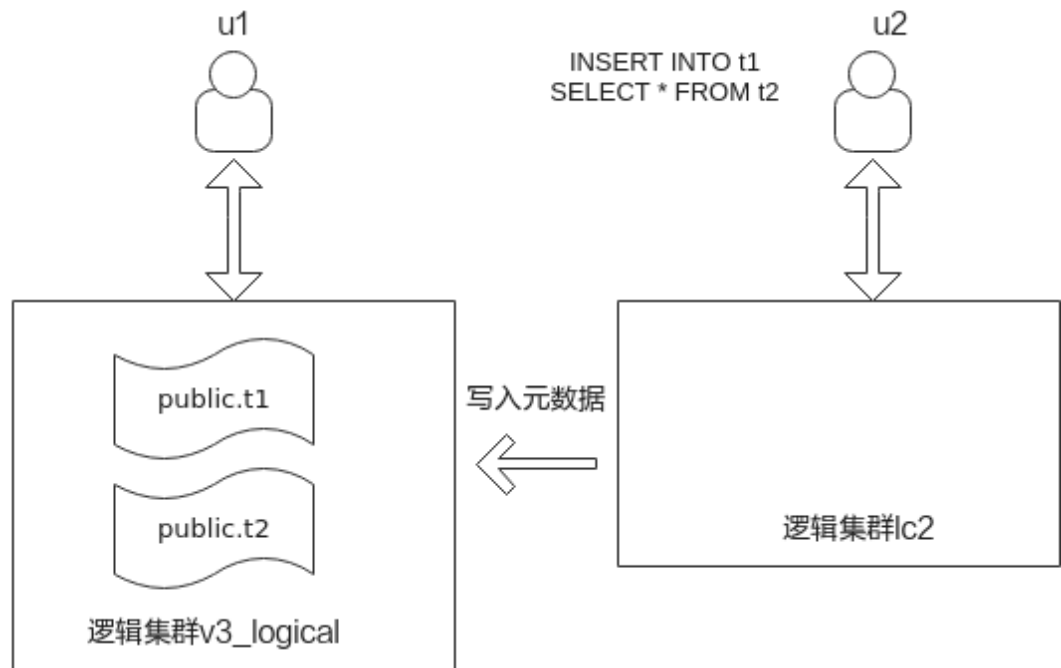 u1
u2
INSERT INTO t1
SELECT * FROM t2
public.t1
写入元数据
public.t2
逻辑集群lc2
逻辑集群v3_logical